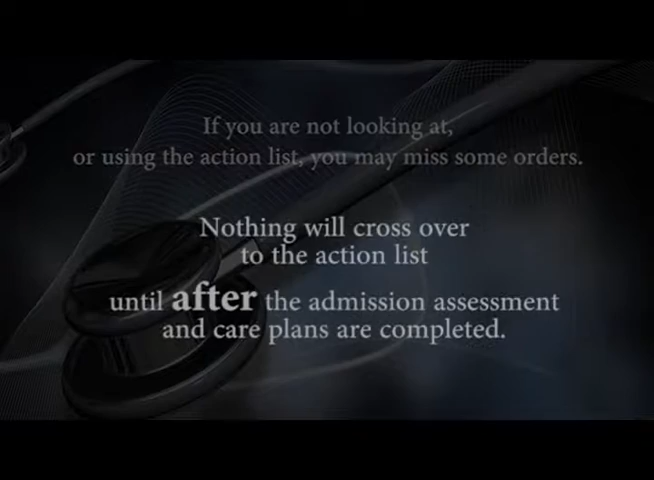 If you are not looking at,
or using the action list, you may miss some orders.
Nothing will cross over
to the action list
until after the admission assessment
and care plans are completed.